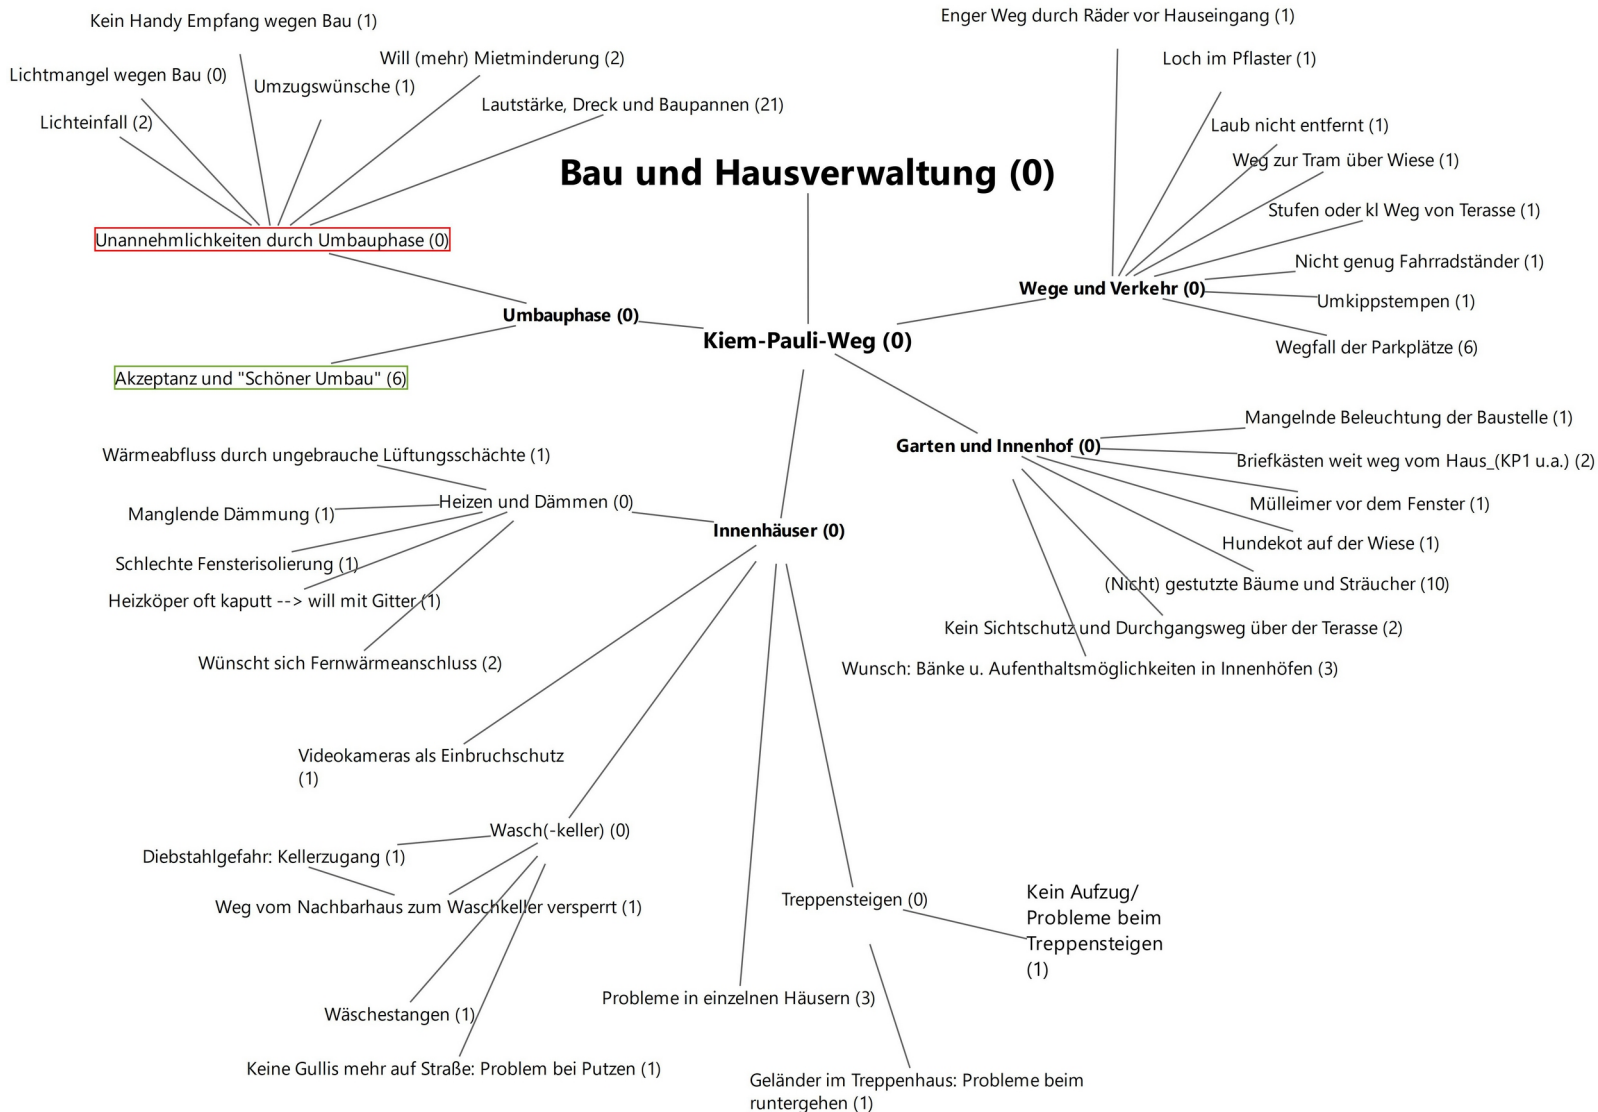 Kein Handy Empfang wegen Bau (1)
Enger Weg durch Räder vor Hauseingang (1)
Will (mehr) Mietminderung (2)
Loch im Pflaster (1)
Lichtmangel wegen Bau (0)
Umzugswünsche (1)
Lautstärke, Dreck und Baupannen (21)
Lichteinfall (2)
Laub nicht entfernt (1)
Weg zur Tram über Wiese (1)
Bau und Hausverwaltung (0)
Stufen oder kl Weg von Terasse (1)
Unannehmlichkeiten durch Umbauphase (0)
Nicht genug Fahrradständer (1)
Wege und Verkehr (0)
Umkippstempen (1)
Umbauphase (0)
Kiem-Pauli-Weg (0)
Wegfall der Parkplätze (6)
Akzeptanz und "Schöner Umbau" (6)
Mangelnde Beleuchtung der Baustelle (1)
Garten und Innenhof (0)
Wärmeabfluss durch ungebrauche Lüftungsschächte (1)
Briefkästen weit weg vom Haus_(KP1 u.a.) (2)
Heizen und Dämmen (0)
Mülleimer vor dem Fenster (1)
Manglende Dämmung (1)
Innenhäuser (0)
Hundekot auf der Wiese (1)
Schlechte Fensterisolierung (1)
(Nicht) gestutzte Bäume und Sträucher (10)
Heizköper oft kaputt --> will mit Gitter (1)
Kein Sichtschutz und Durchgangsweg über der Terasse (2)
Wünscht sich Fernwärmeanschluss (2)
Wunsch: Bänke u. Aufenthaltsmöglichkeiten in Innenhöfen (3)
Videokameras als Einbruchschutz
(1)
Wasch(-keller) (0)
Diebstahlgefahr: Kellerzugang (1)
Weg vom Nachbarhaus zum Waschkeller versperrt (1)
Treppensteigen (0)
Kein Aufzug/
Probleme beim
Treppensteigen
(1)
Probleme in einzelnen Häusern (3)
Wäschestangen (1)
Keine Gullis mehr auf Straße: Problem bei Putzen (1)
Geländer im Treppenhaus: Probleme beim
runtergehen (1)